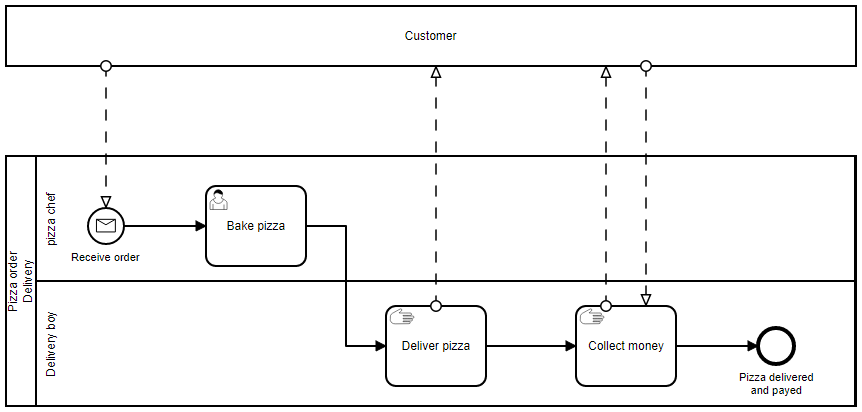 Customer
Pizza order
Delivery
pizza chef
Receive order
Bake pizza
Delivery boy
Deliver pizza
Collect money
Pizza delivered
and payed